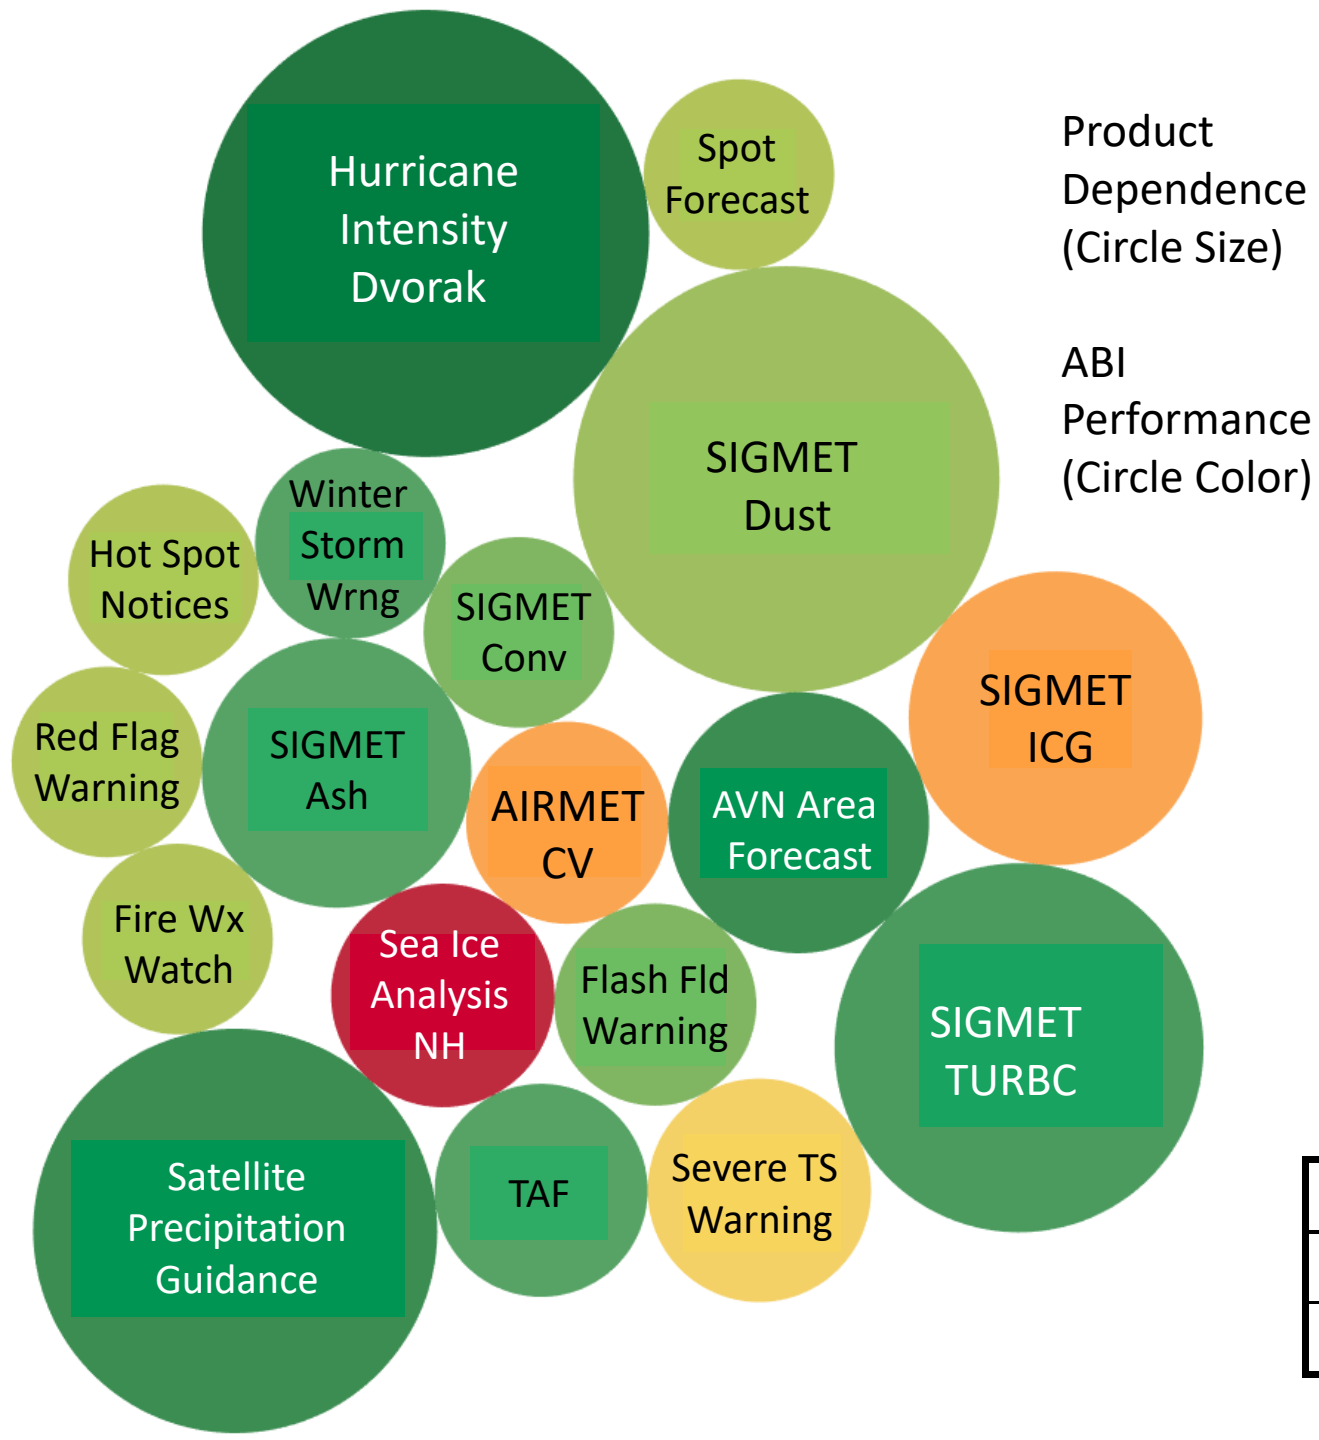 Hurricane
Intensity
Dvorak
Spot
Forecast
Product
Dependence
(Circle Size)
ABI
Performance
(Circle Color)
SIGMET
Dust
Winter
Storm
Wrng
Hot Spot
Notices
SIGMET
Conv
SIGMET
ICG
Red Flag
Warning
SIGMET
Ash
AIRMET
CV
AVN Area
Forecast
Fire Wx
Watch
Sea Ice
Analysis
NH
Flash Fld
Warning
SIGMET
TURBC
Satellite
Precipitation
Guidance
TAF
Severe TS
Warning